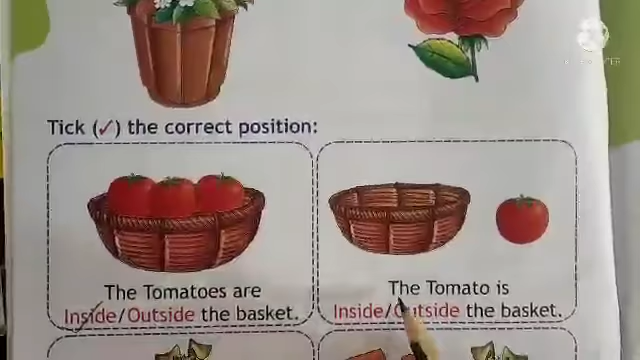 Tick (✓) the correct position:
The Tomatoes are
Inside/Outside the basket.
The Tomato is
Inside/Outside the basket.